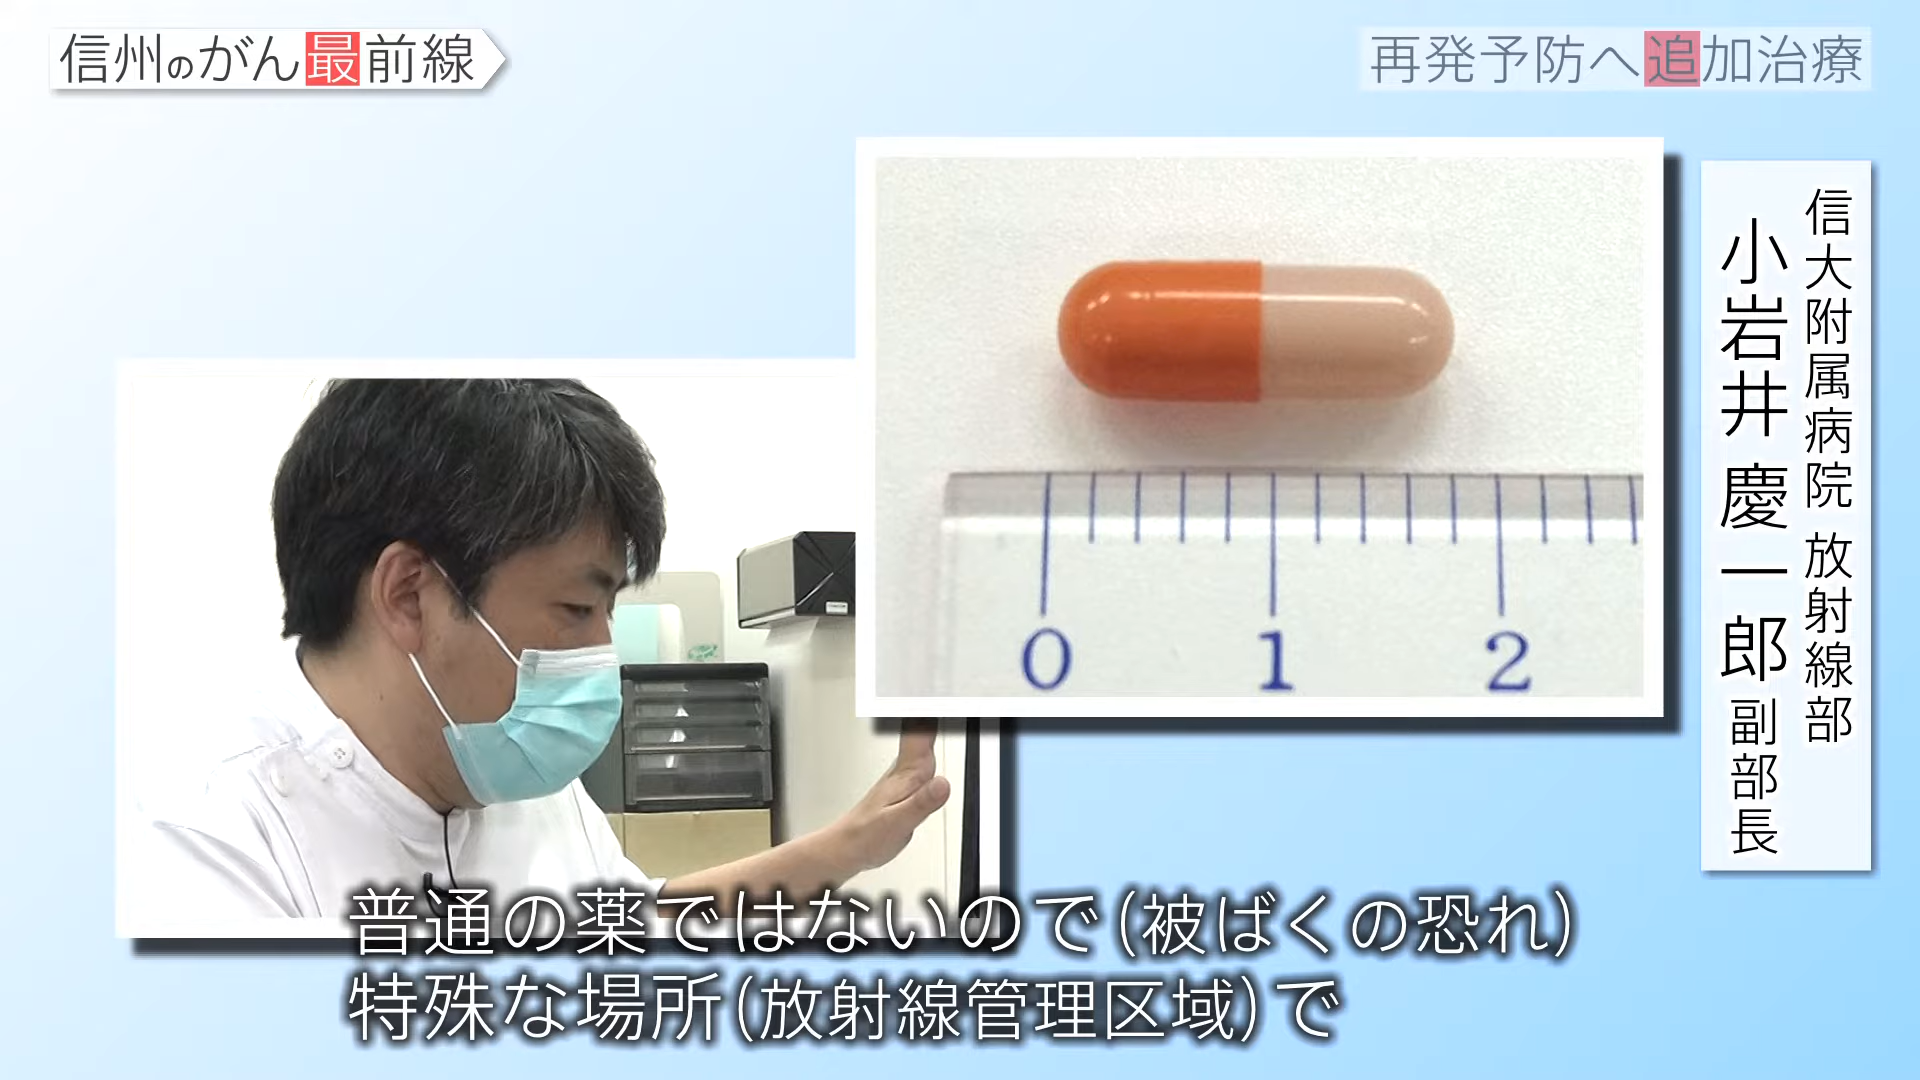 信州のがん最前線
再発予防へ追加治療
信大附属病院 放射線部
小岩井 慶一郎 副部長
0 1 2
普通の薬ではないので(被ばくの恐れ)
特殊な場所(放射線管理区域)で